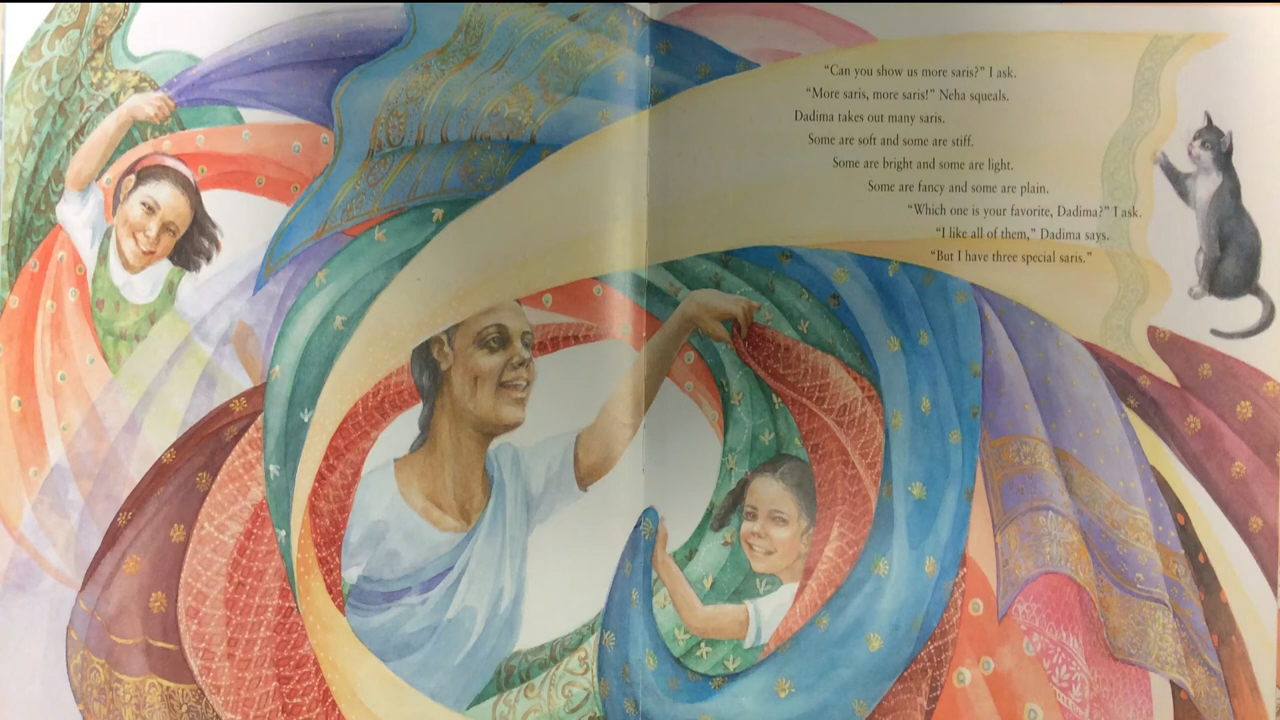 “Can you show us more saris?” I ask.
“More saris, more saris!” Neha squeals.
Dadima takes out many saris.
Some are soft and some are stiff.
Some are bright and some are light.
Some are fancy and some are plain.
“Which one is your favorite, Dadima?” I ask.
“I like all of them,” Dadima says.
“But I have three special saris.”